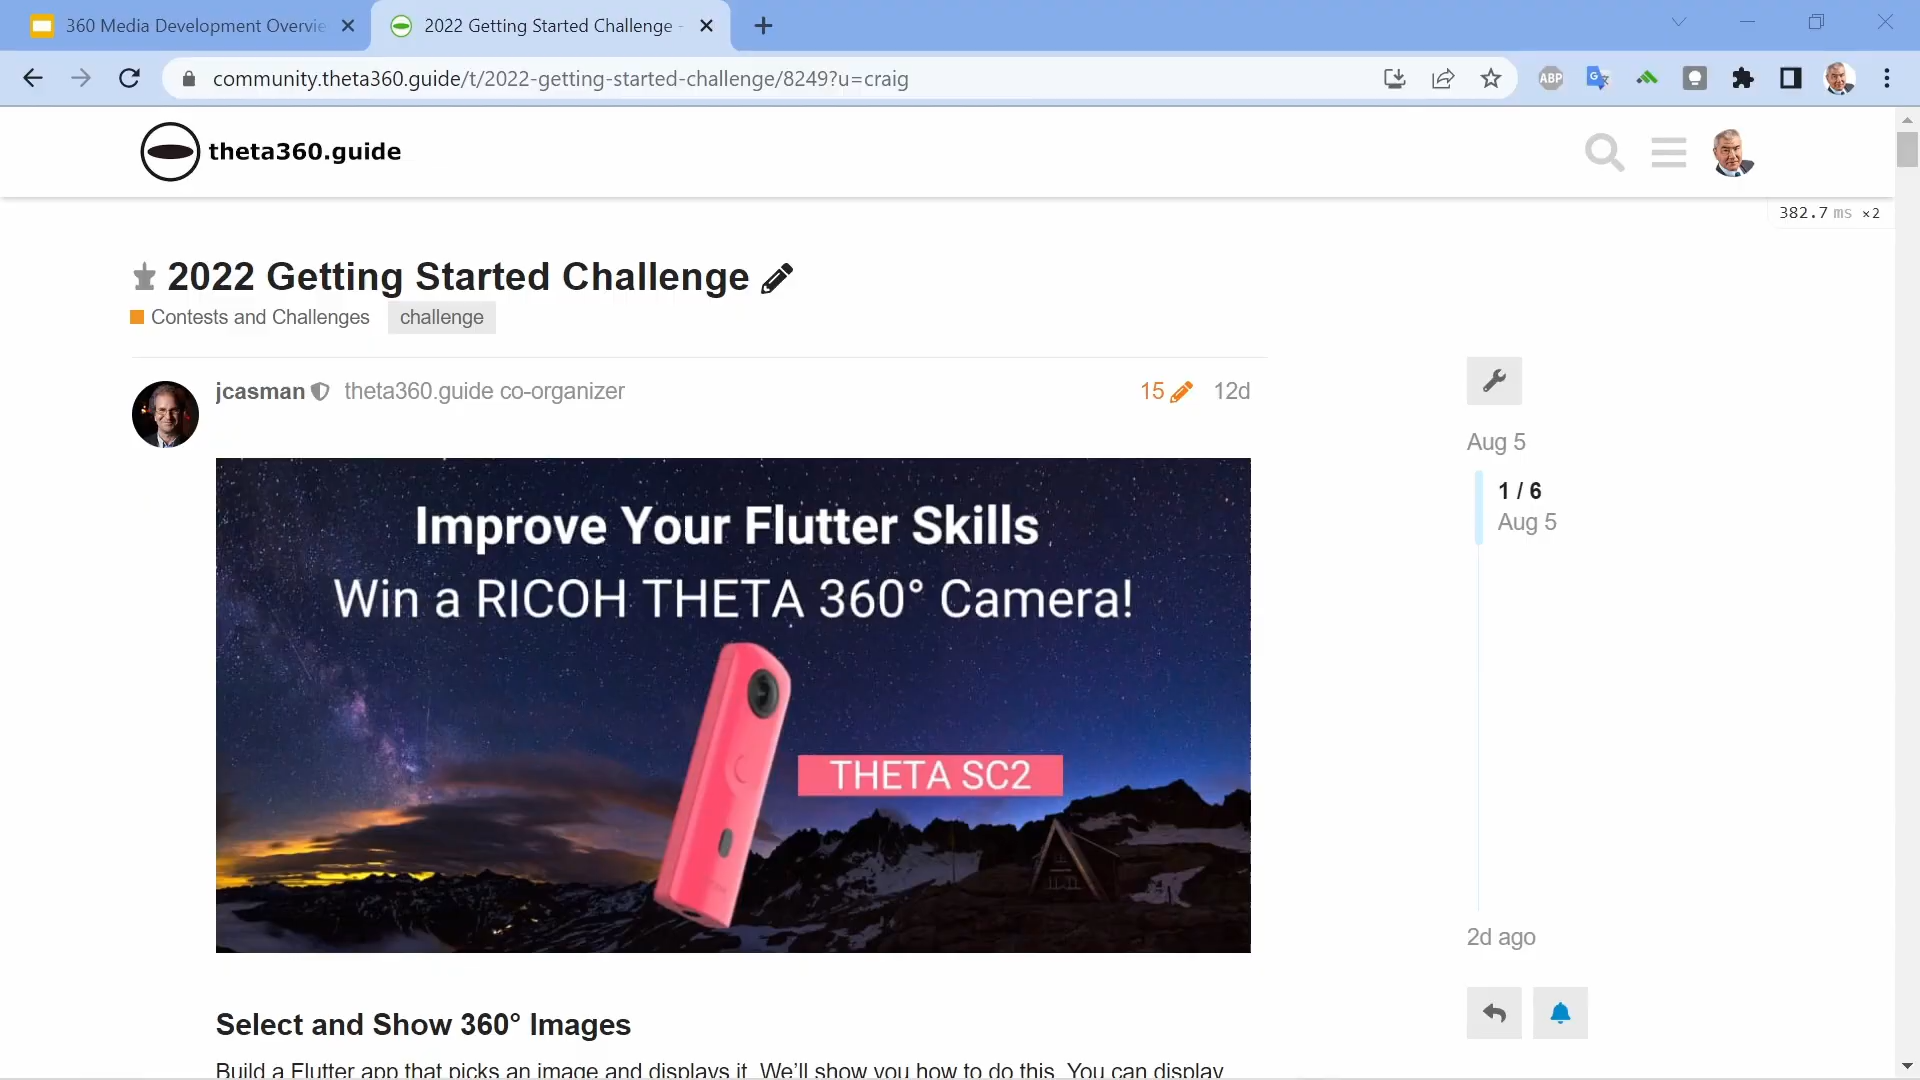 360 Media Development Overvie
2022 Getting Started Challenge -
community.theta360.guide/t/2022-getting-started-challenge/8249?u=craig
ABP
theta360.guide
382.7 ms ×2
2022 Getting Started Challenge
Contests and Challenges challenge
jcasman theta360.guide co-organizer 15 12d
Improve Your Flutter Skills
Win a RICOH THETA 360° Camera!
THETA SC2
Aug 5
1 / 6
Aug 5
2d ago
Select and Show 360° Images
Build a Flutter app that picks an image and displays it. We'll show you how to do this. You can display